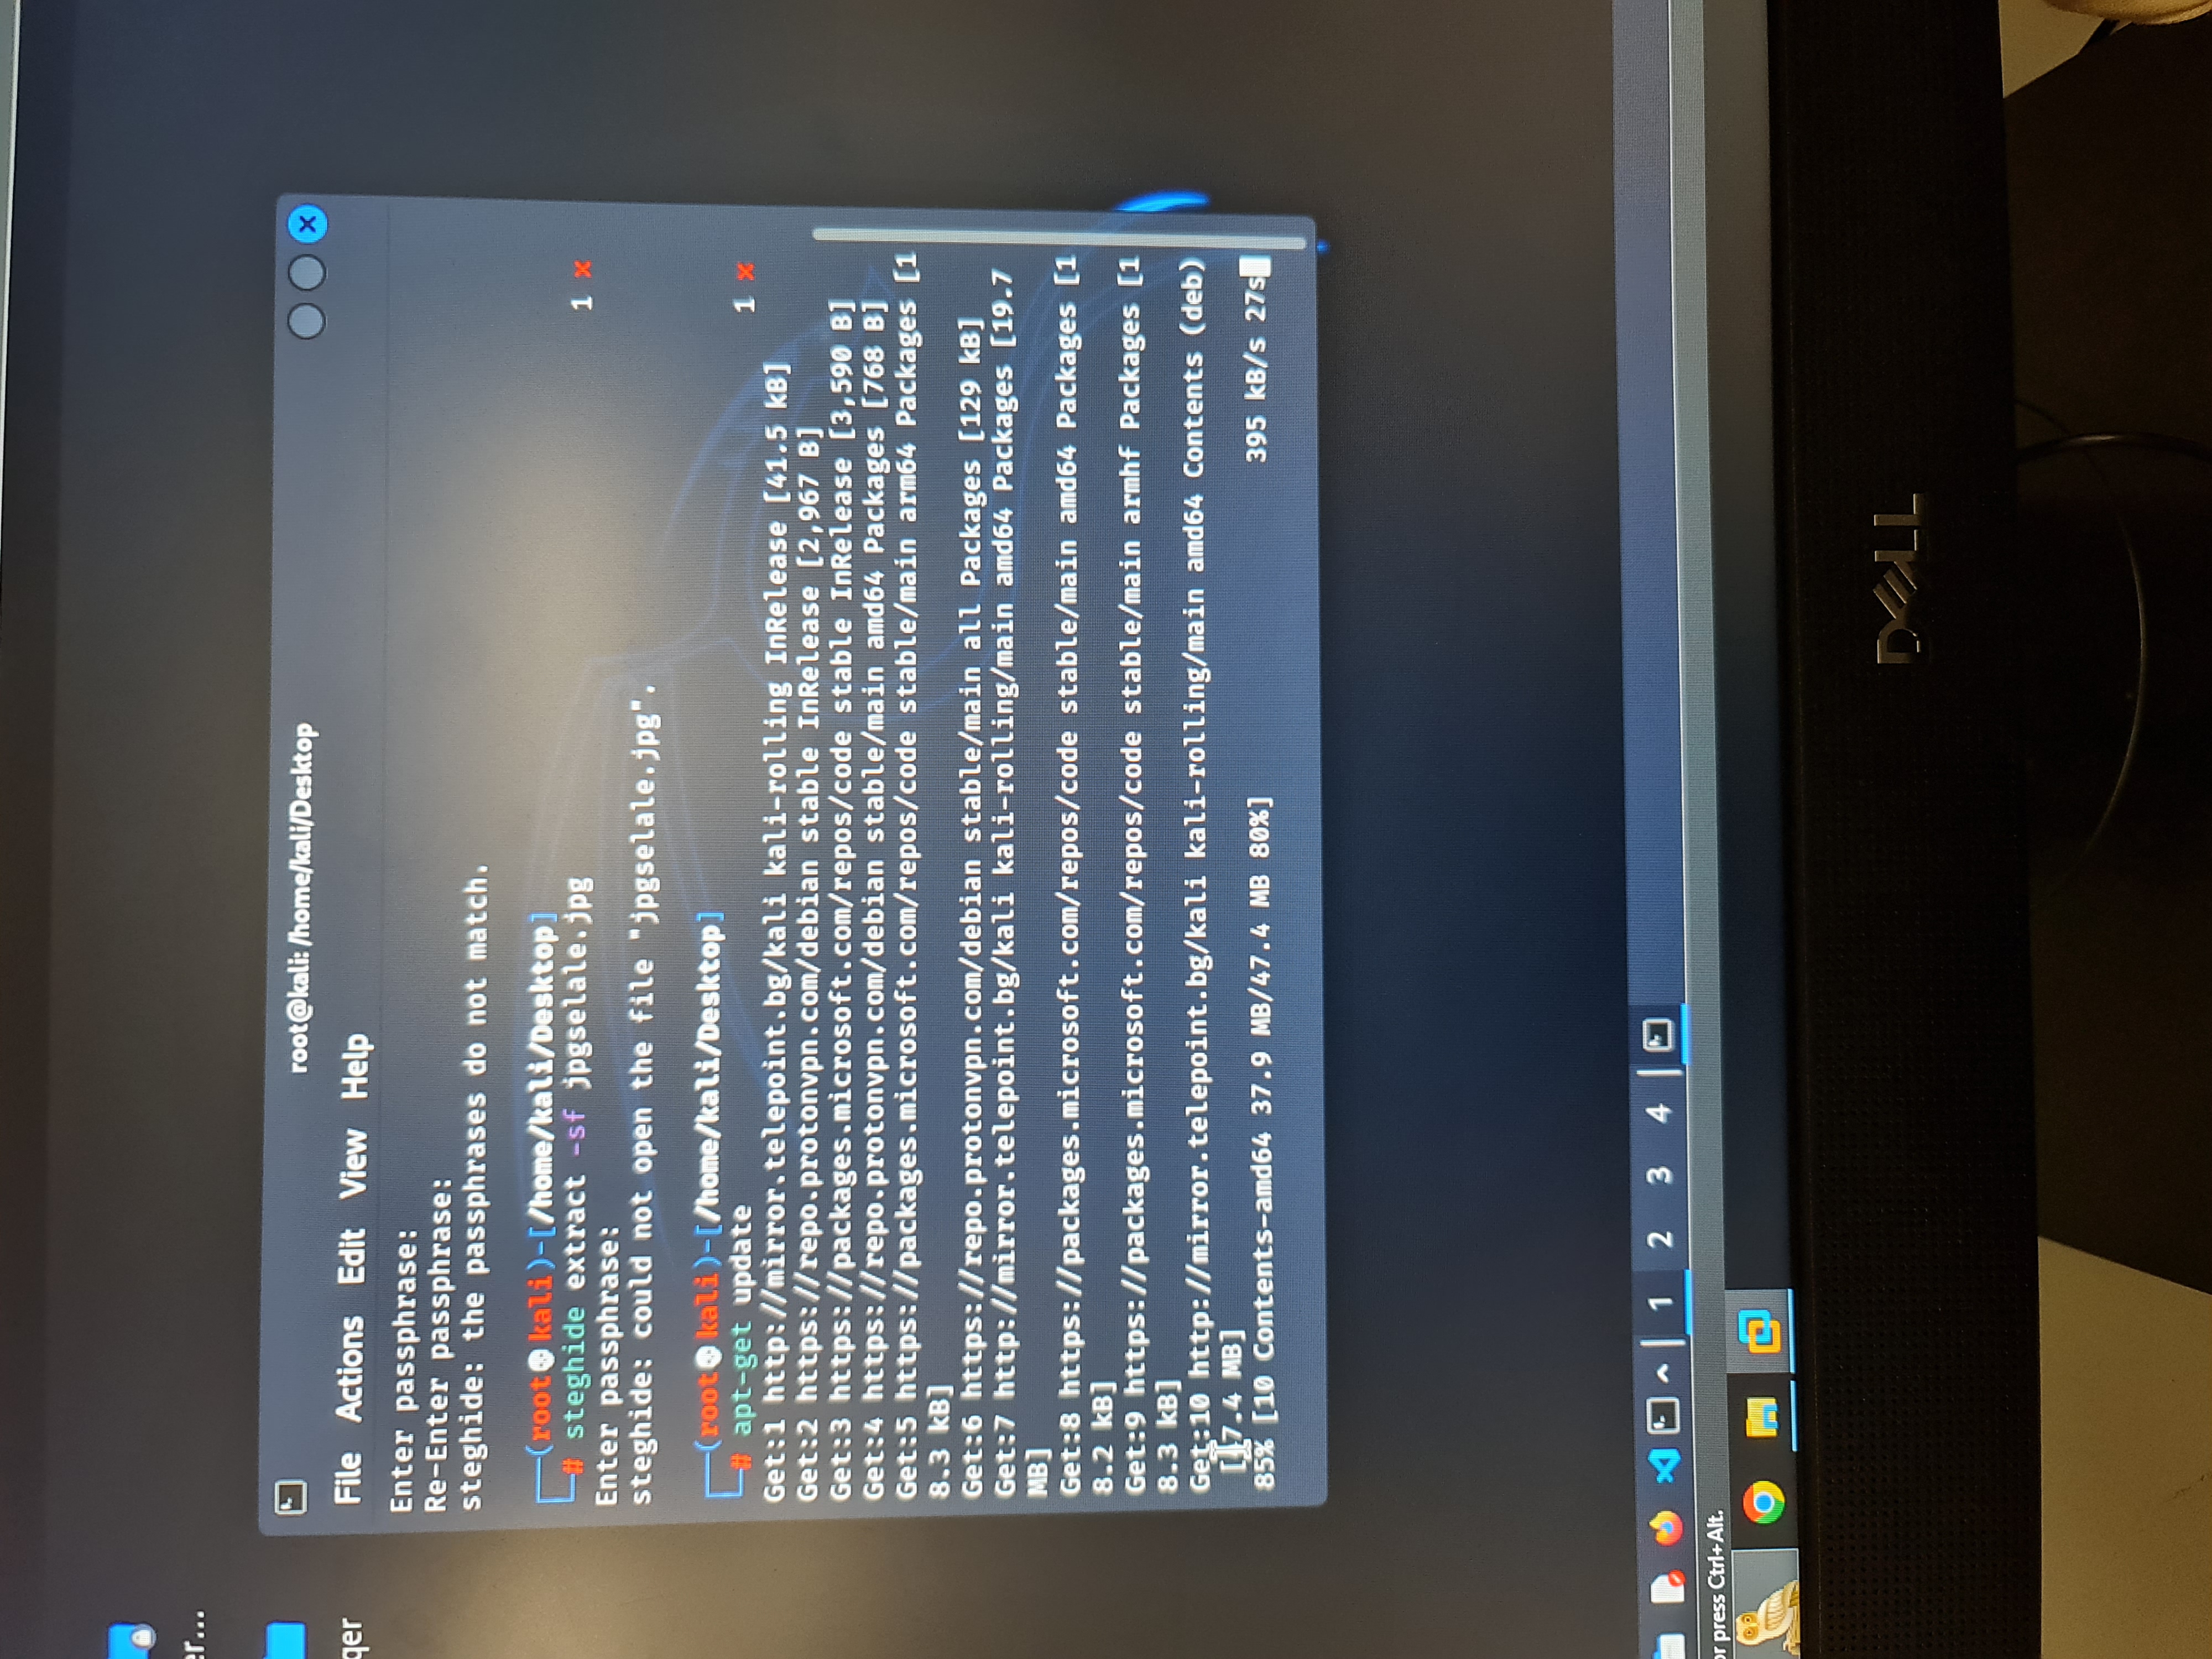 er...
ger
root@kali: /home/kali/Desktop
File Actions Edit View Help
Enter passphrase:
Re-Enter passphrase:
steghide: the passphrases do not match.
(root💀kali)-[/home/kali/Desktop]
# steghide extract -sf jpgselale.jpg
1 ✗
Enter passphrase:
steghide: could not open the file "jpgselale.jpg".
(root💀kali)-[/home/kali/Desktop]
# apt-get update
1 ✗
Get:1 http://mirror.telepoint.bg/kali kali-rolling InRelease [41.5 kB]
Get:2 https://repo.protonvpn.com/debian stable InRelease [2,967 B]
Get:3 https://packages.microsoft.com/repos/code stable InRelease [3,590 B]
Get:4 https://repo.protonvpn.com/debian stable/main amd64 Packages [768 B]
Get:5 https://packages.microsoft.com/repos/code stable/main arm64 Packages [1
8.3 kB]
Get:6 https://repo.protonvpn.com/debian stable/main all Packages [129 kB]
Get:7 http://mirror.telepoint.bg/kali kali-rolling/main amd64 Packages [19.7
MB]
Get:8 https://packages.microsoft.com/repos/code stable/main amd64 Packages [1
8.2 kB]
Get:9 https://packages.microsoft.com/repos/code stable/main armhf Packages [1
8.3 kB]
Get:10 http://mirror.telepoint.bg/kali kali-rolling/main amd64 Contents (deb)
[47.4 MB]
85% [10 Contents-amd64 37.9 MB/47.4 MB 80%] 395 kB/s 27s
1 2 3 4
or press Ctrl+Alt.
DELL